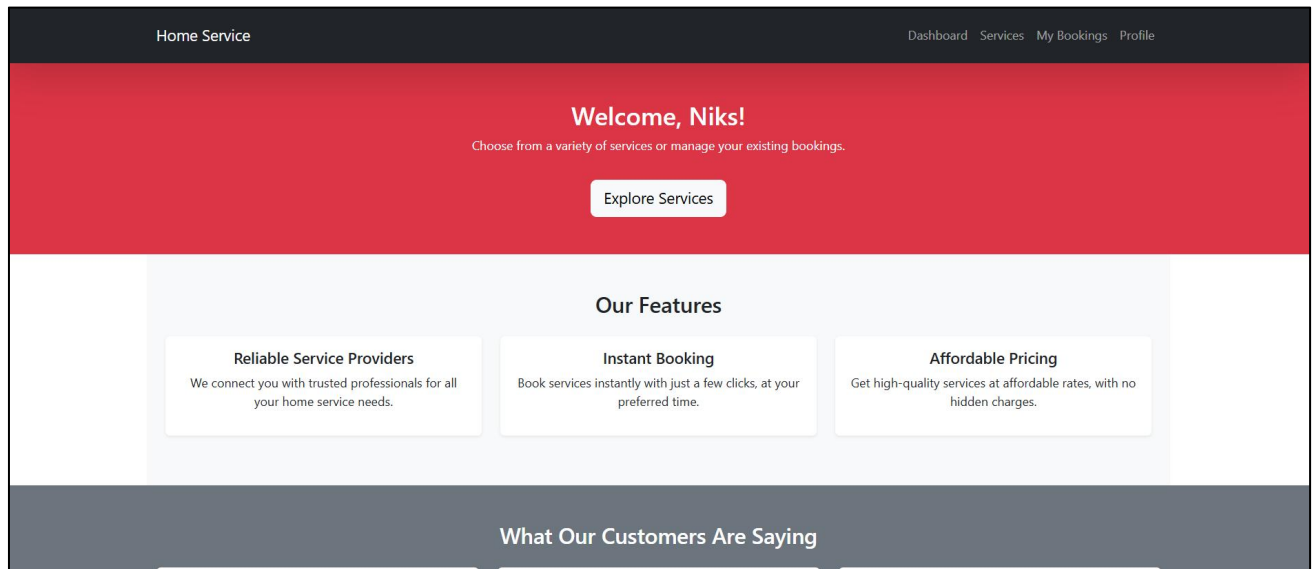 Home Service
Dashboard Services My Bookings Profile
Welcome, Niks!
Choose from a variety of services or manage your existing bookings.
Explore Services
Our Features
Reliable Service Providers
We connect you with trusted professionals for all
your home service needs.
Instant Booking
Book services instantly with just a few clicks, at your
preferred time.
Affordable Pricing
Get high-quality services at affordable rates, with no
hidden charges.
What Our Customers Are Saying